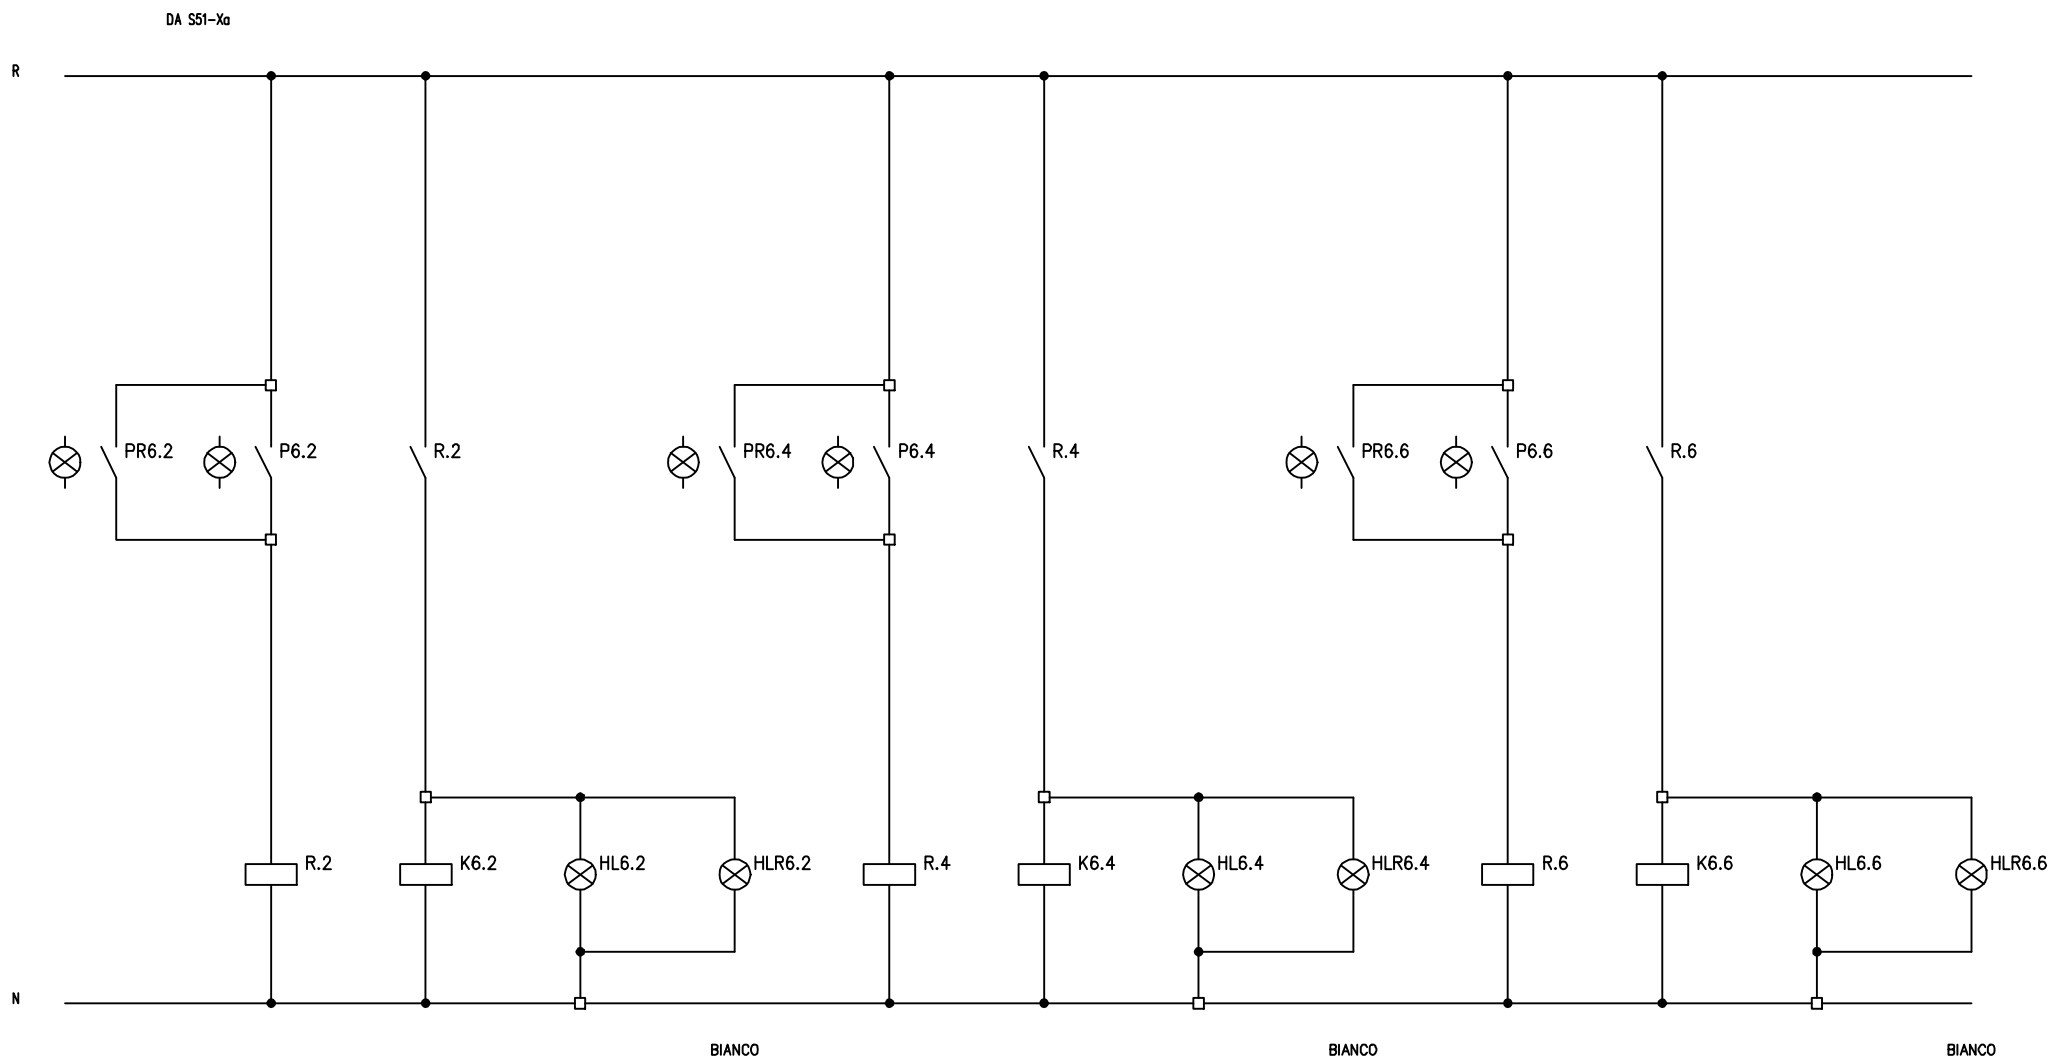 DA S51-Xa
R
PR6.2 P6.2 R.2 PR6.4 P6.4 R.4 PR6.6 P6.6 R.6
R.2 K6.2 HL6.2 HLR6.2 R.4 K6.4 HL6.4 HLR6.4 R.6 K6.6 HL6.6 HLR6.6
N
BIANCO BIANCO BIANCO